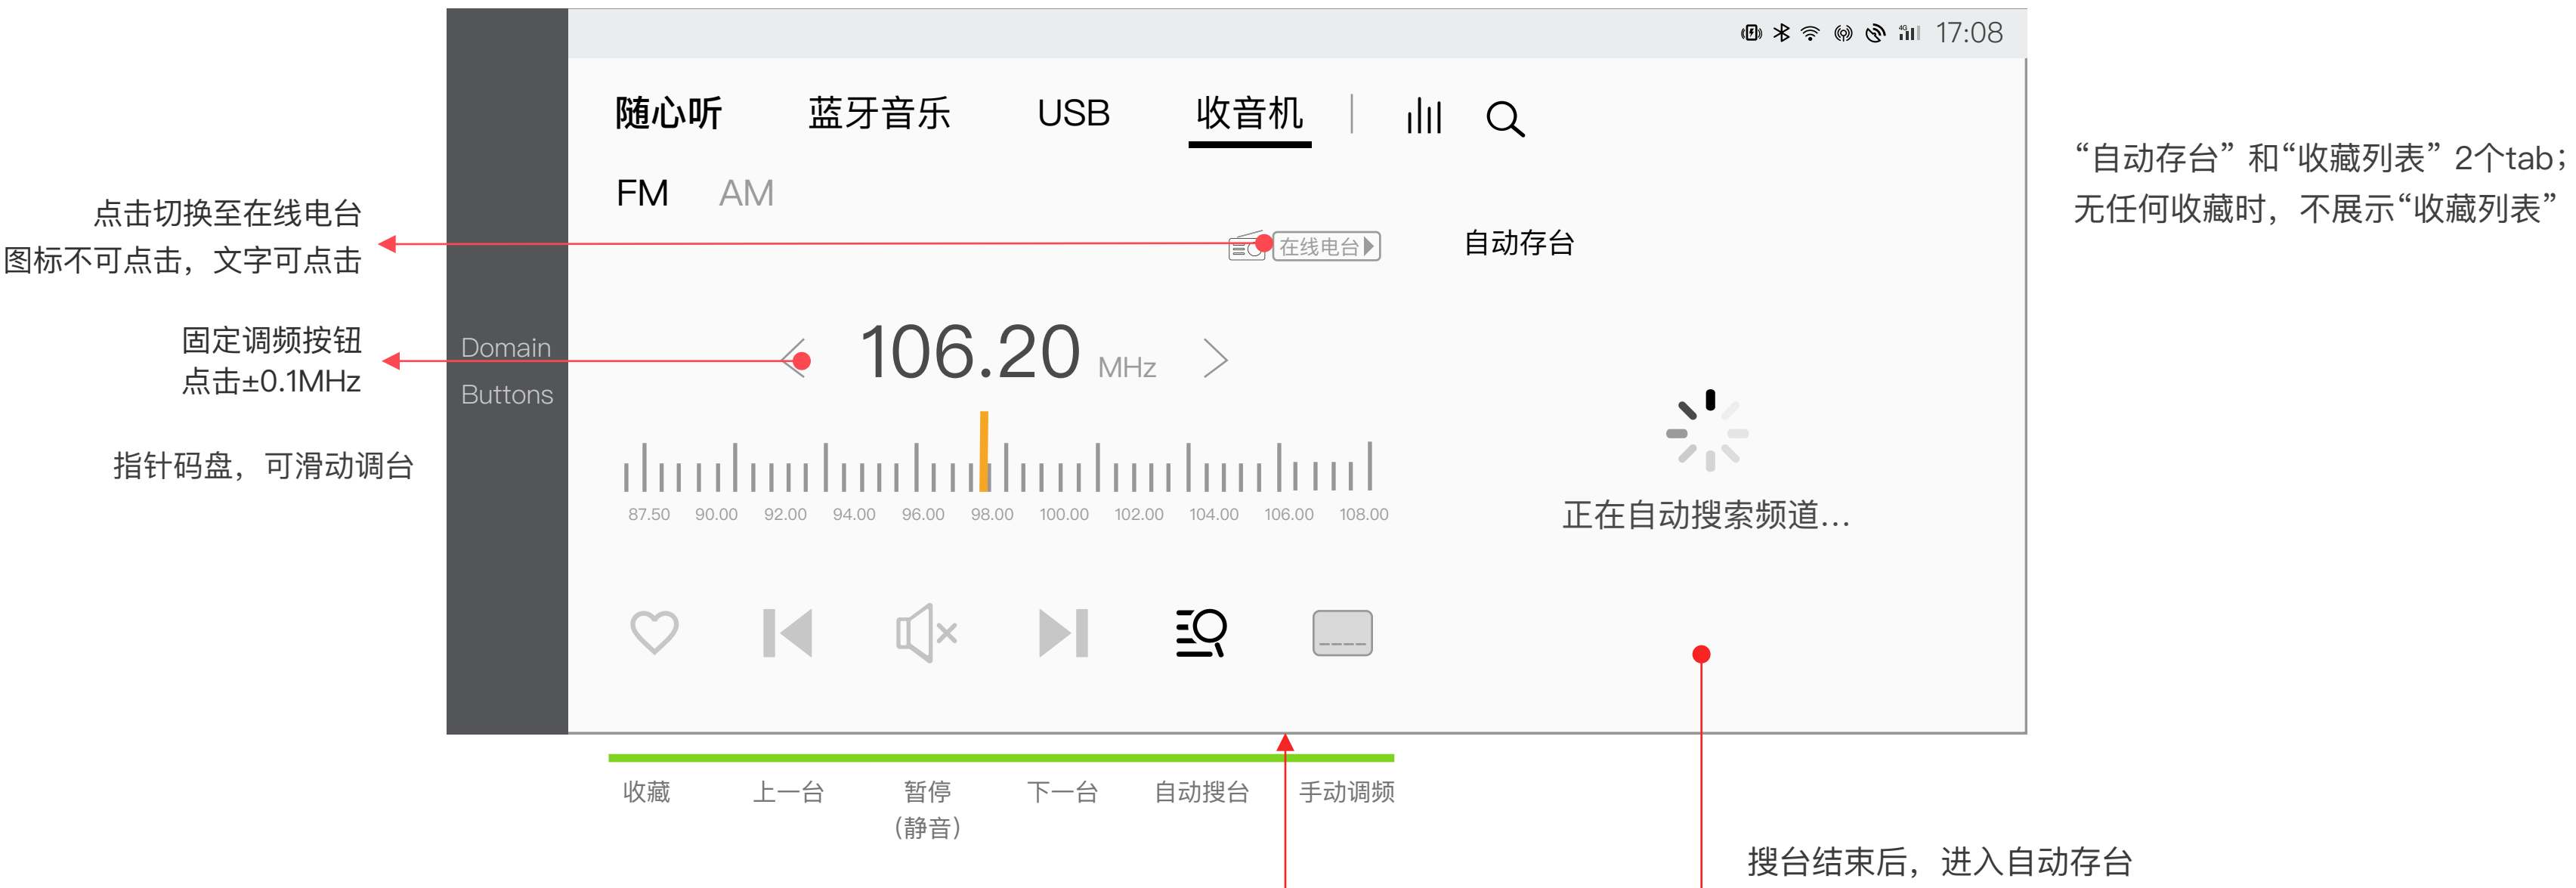 4G 17:08
随心听 蓝牙音乐 USB 收音机
FM AM
点击切换至在线电台
图标不可点击，文字可点击
在线电台
自动存台
“自动存台” 和“收藏列表” 2个tab；
无任何收藏时，不展示“收藏列表”
固定调频按钮
点击±0.1MHz
Domain
Buttons
106.20 MHz
指针码盘，可滑动调台
87.50 90.00 92.00 94.00 96.00 98.00 100.00 102.00 104.00 106.00 108.00
正在自动搜索频道...
收藏 上一台 暂停 下一台 自动搜台 手动调频
（静音）
搜台结束后，进入自动存台